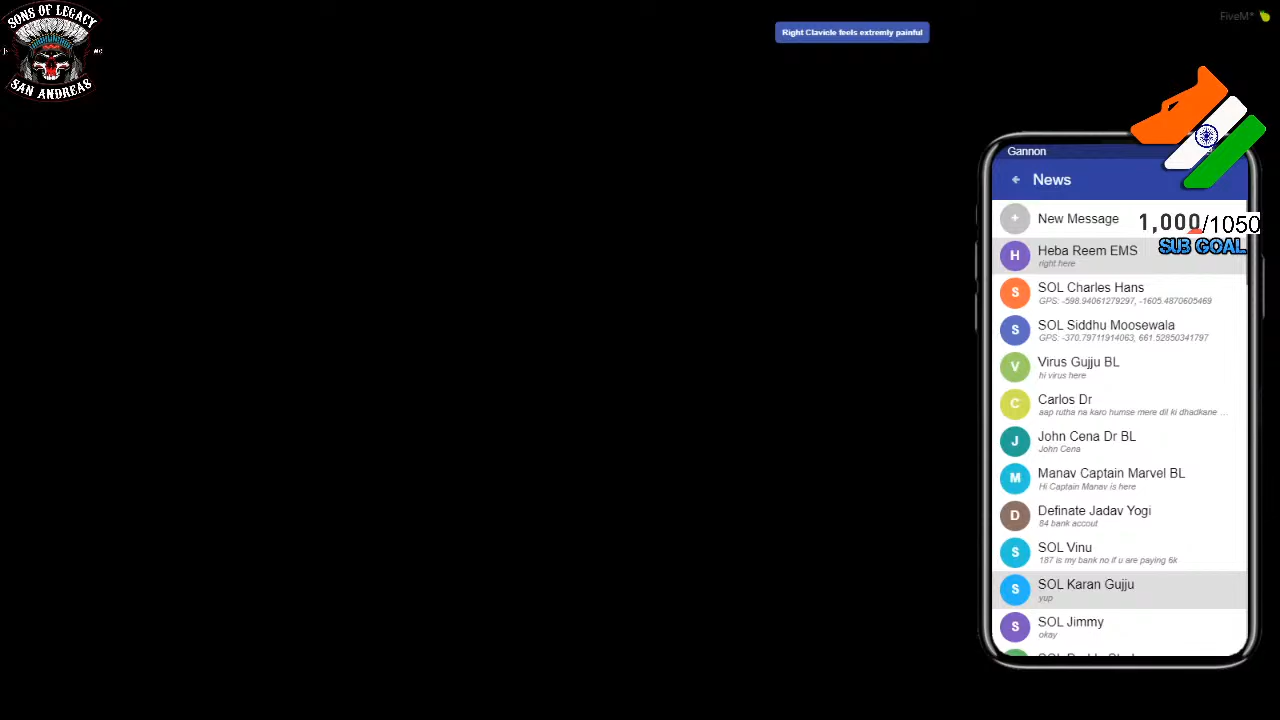 SONS OF LEGACY
MC
SAN ANDREAS
Right Clavicle feels extremly painful
FiveM*
Gannon
News
New Message
1,000/1050
SUB GOAL
Heba Reem EMS
right here
SOL Charles Hans
GPS: -598.94061279297, -1605.4870605469
SOL Siddhu Moosewala
GPS: -370.79711914063, 661.52850341797
Virus Gujju BL
hi virus here
Carlos Dr
aap rutha na karo humse mere dil ki dhadkane ...
John Cena Dr BL
John Cena
Manav Captain Marvel BL
Hi Captain Manav is here
Definate Jadav Yogi
84 bank accout
SOL Vinu
187 is my bank no if u are paying 6k
SOL Karan Gujju
yup
SOL Jimmy
okay